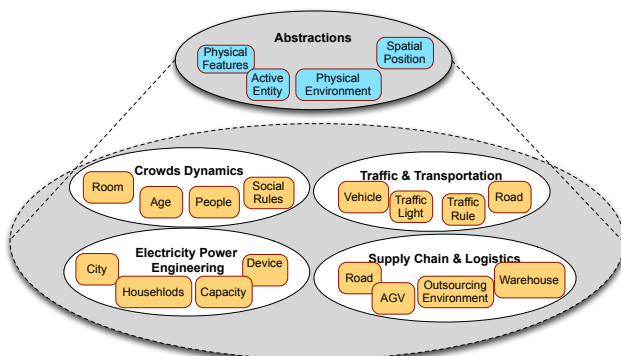 Abstractions
Physical
Features
Spatial
Position
Active
Entity
Physical
Environment
Crowds Dynamics
Room
Age
People
Social
Rules
Traffic & Transportation
Vehicle
Traffic
Light
Traffic
Rule
Road
Electricity Power
Engineering
City
Househlods
Capacity
Device
Supply Chain & Logistics
Road
AGV
Outsourcing
Environment
Warehouse